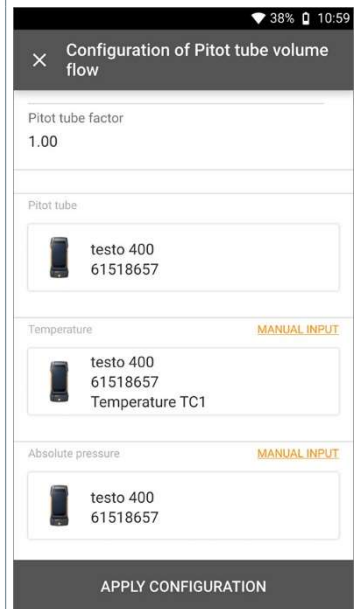 38% 10:59
Configuration of Pitot tube volume
flow
Pitot tube factor
1.00
Pitot tube
testo 400
61518657
Temperature MANUAL INPUT
testo 400
61518657
Temperature TC1
Absolute pressure MANUAL INPUT
testo 400
61518657
APPLY CONFIGURATION